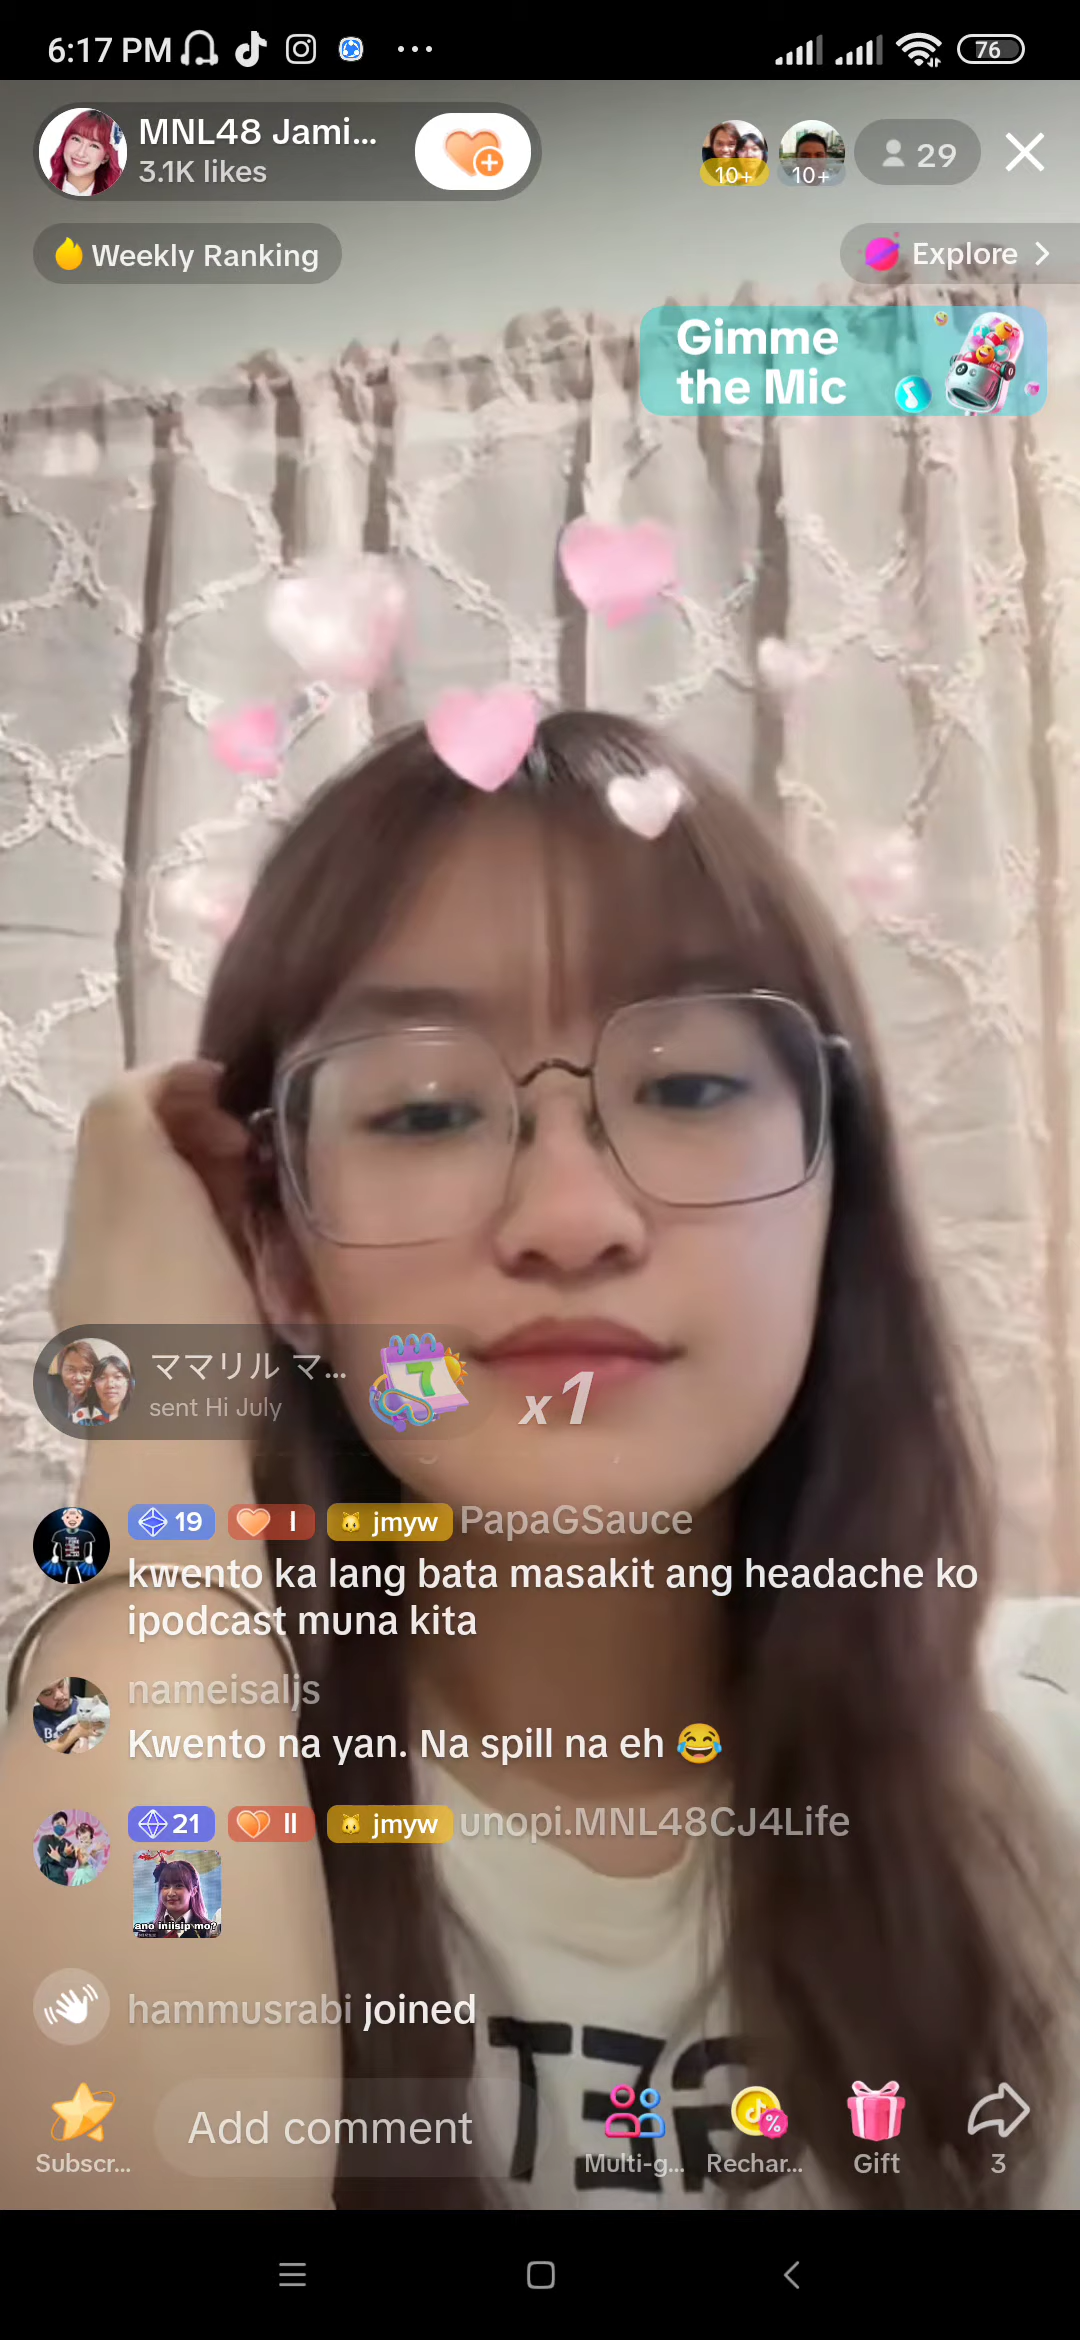 6:17 PM
76
MNL48 Jami...
3.1K likes
10+
10+
29
Weekly Ranking
Explore
Gimme
the Mic
ママリル マ...
sent Hi July
7
x1
19
I
jmyw
PapaGSauce
kwento ka lang bata masakit ang headache ko
ipodcast muna kita
nameisaljs
Kwento na yan. Na spill na eh 😂
21
II
jmyw
unopi.MNL48CJ4Life
ano iniisip mo?
hammusrabi joined
Add comment
Subscr...
Multi-g...
Rechar...
Gift
3